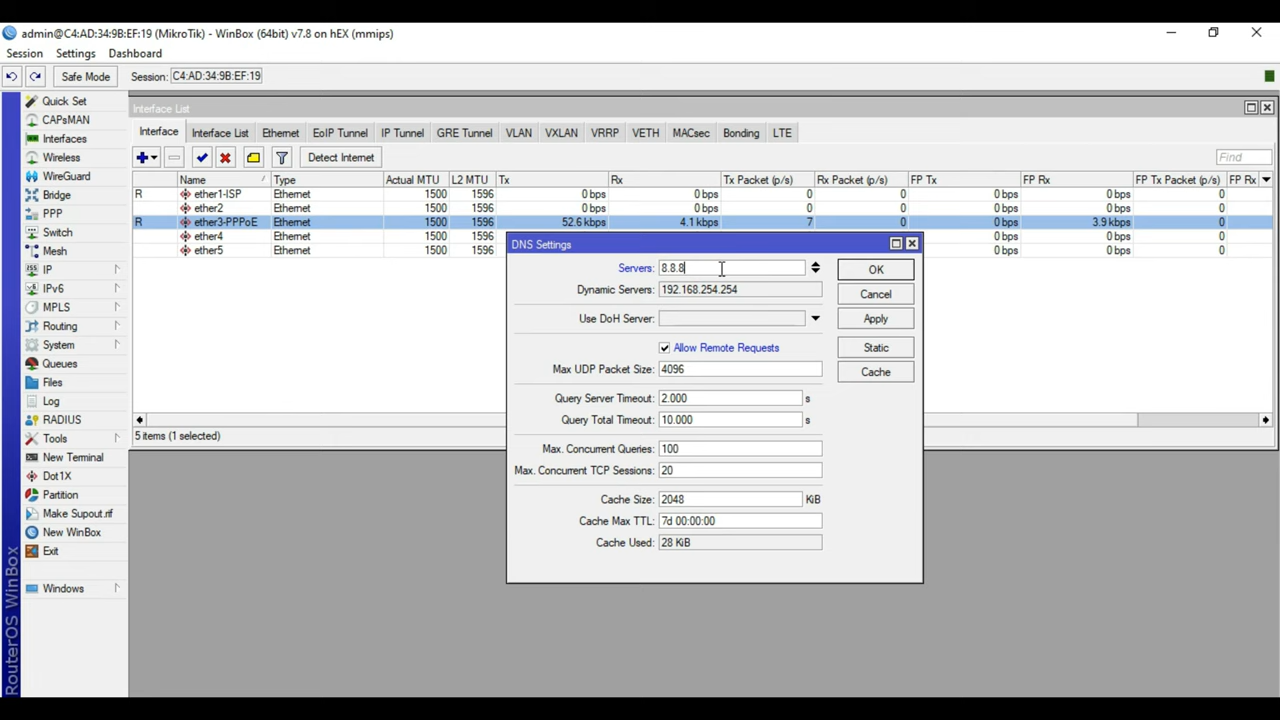 admin@C4:AD:34:9B:EF:19 (MikroTik) - WinBox (64bit) v7.8 on hEX (mmips)
Session Settings Dashboard
Safe Mode Session: C4:AD:34:9B:EF:19
Quick Set
CAPsMAN
Interfaces
Wireless
WireGuard
Bridge
PPP
Switch
Mesh
IP
IPv6
MPLS
Routing
System
Queues
Files
Log
RADIUS
Tools
New Terminal
Dot1X
Partition
Make Supout.rif
New WinBox
Exit
Windows
RouterOS WinBox
Interface List
Interface Interface List Ethernet EoIP Tunnel IP Tunnel GRE Tunnel VLAN VXLAN VRRP VETH MACsec Bonding LTE
Detect Internet Find
Name / Type Actual MTU L2 MTU Tx Rx Tx Packet (p/s) Rx Packet (p/s) FP Tx FP Rx FP Tx Packet (p/s) FP Rx
R ether1-ISP Ethernet 1500 1596 0 bps 0 bps 0 0 0 bps 0 bps 0
ether2 Ethernet 1500 1596 0 bps 0 bps 0 0 0 bps 0 bps 0
R ether3-PPPoE Ethernet 1500 1596 52.6 kbps 4.1 kbps 7 0 0 bps 3.9 kbps 0
ether4 Ethernet 1500 1596 0 bps 0 bps 0
ether5 Ethernet 1500 1596 0 bps 0 bps 0
5 items (1 selected)
DNS Settings
Servers: 8.8.8
Dynamic Servers: 192.168.254.254
Use DoH Server:
Allow Remote Requests
Max UDP Packet Size: 4096
Query Server Timeout: 2.000 s
Query Total Timeout: 10.000 s
Max. Concurrent Queries: 100
Max. Concurrent TCP Sessions: 20
Cache Size: 2048 KiB
Cache Max TTL: 7d 00:00:00
Cache Used: 28 KiB
OK
Cancel
Apply
Static
Cache